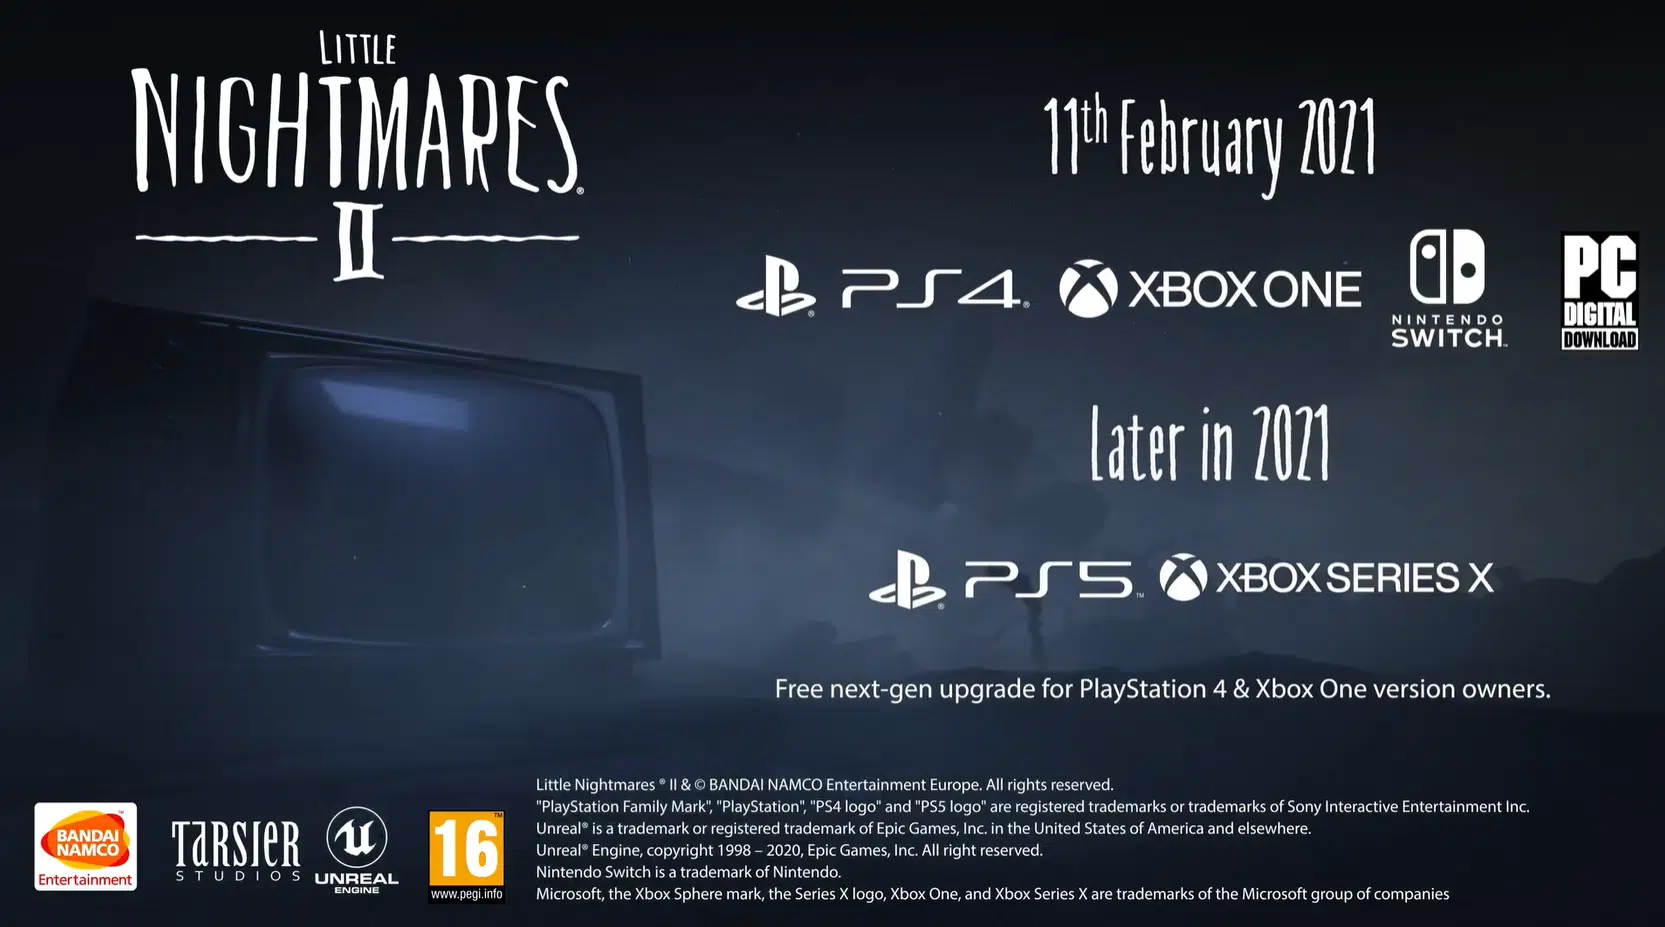 LITTLE
NIGHTMARES®
II
11th February 2021
PS4® XBOX ONE NINTENDO SWITCH™ PC DIGITAL DOWNLOAD
Later in 2021
PS5™ XBOX SERIES X
Free next-gen upgrade for PlayStation 4 & Xbox One version owners.
BANDAI
NAMCO
Entertainment
TARSIER
STUDIOS
UNREAL
ENGINE
16
www.pegi.info
Little Nightmares ® II & © BANDAI NAMCO Entertainment Europe. All rights reserved.
"PlayStation Family Mark", "PlayStation", "PS4 logo" and "PS5 logo" are registered trademarks or trademarks of Sony Interactive Entertainment Inc.
Unreal® is a trademark or registered trademark of Epic Games, Inc. in the United States of America and elsewhere.
Unreal® Engine, copyright 1998 – 2020, Epic Games, Inc. All right reserved.
Nintendo Switch is a trademark of Nintendo.
Microsoft, the Xbox Sphere mark, the Series X logo, Xbox One, and Xbox Series X are trademarks of the Microsoft group of companies